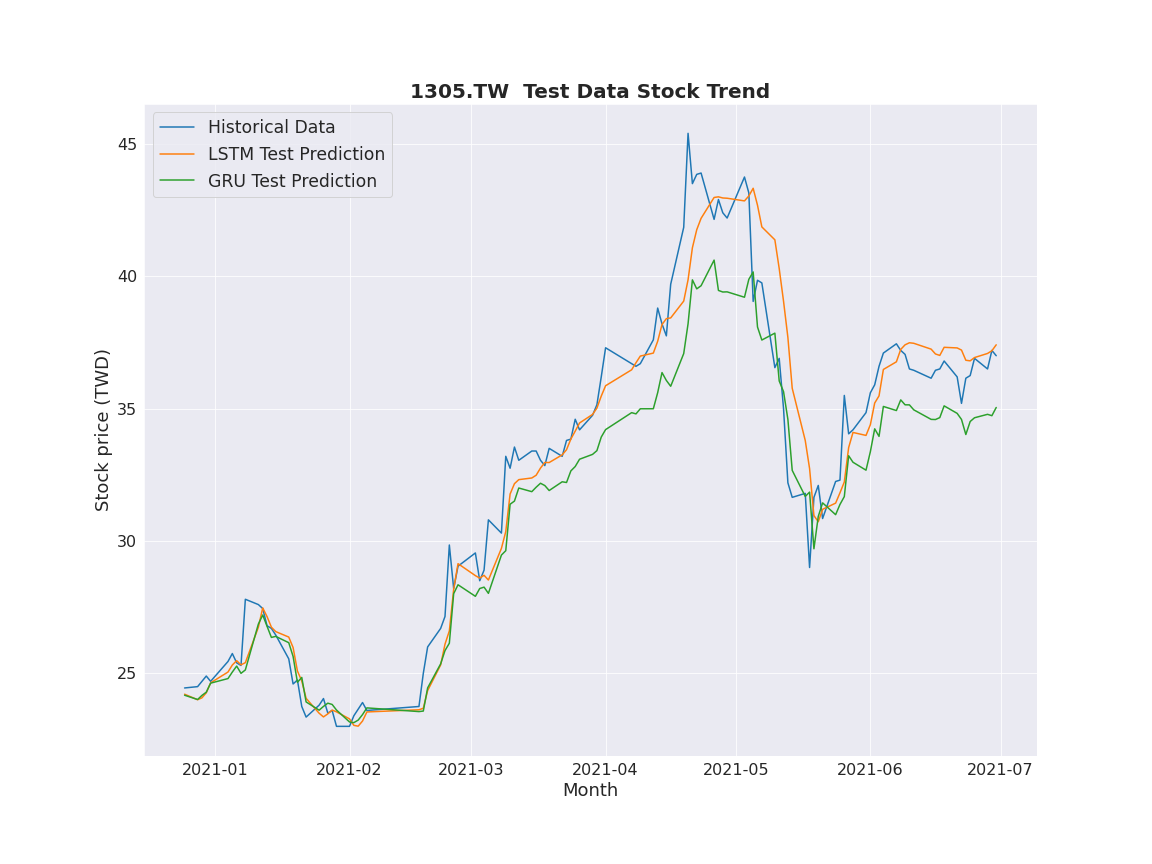 1305.TW  Test Data Stock Trend
Historical Data
LSTM Test Prediction
GRU Test Prediction
45
40
35
30
25
Stock price (TWD)
2021-01
2021-02
2021-03
2021-04
2021-05
2021-06
2021-07
Month